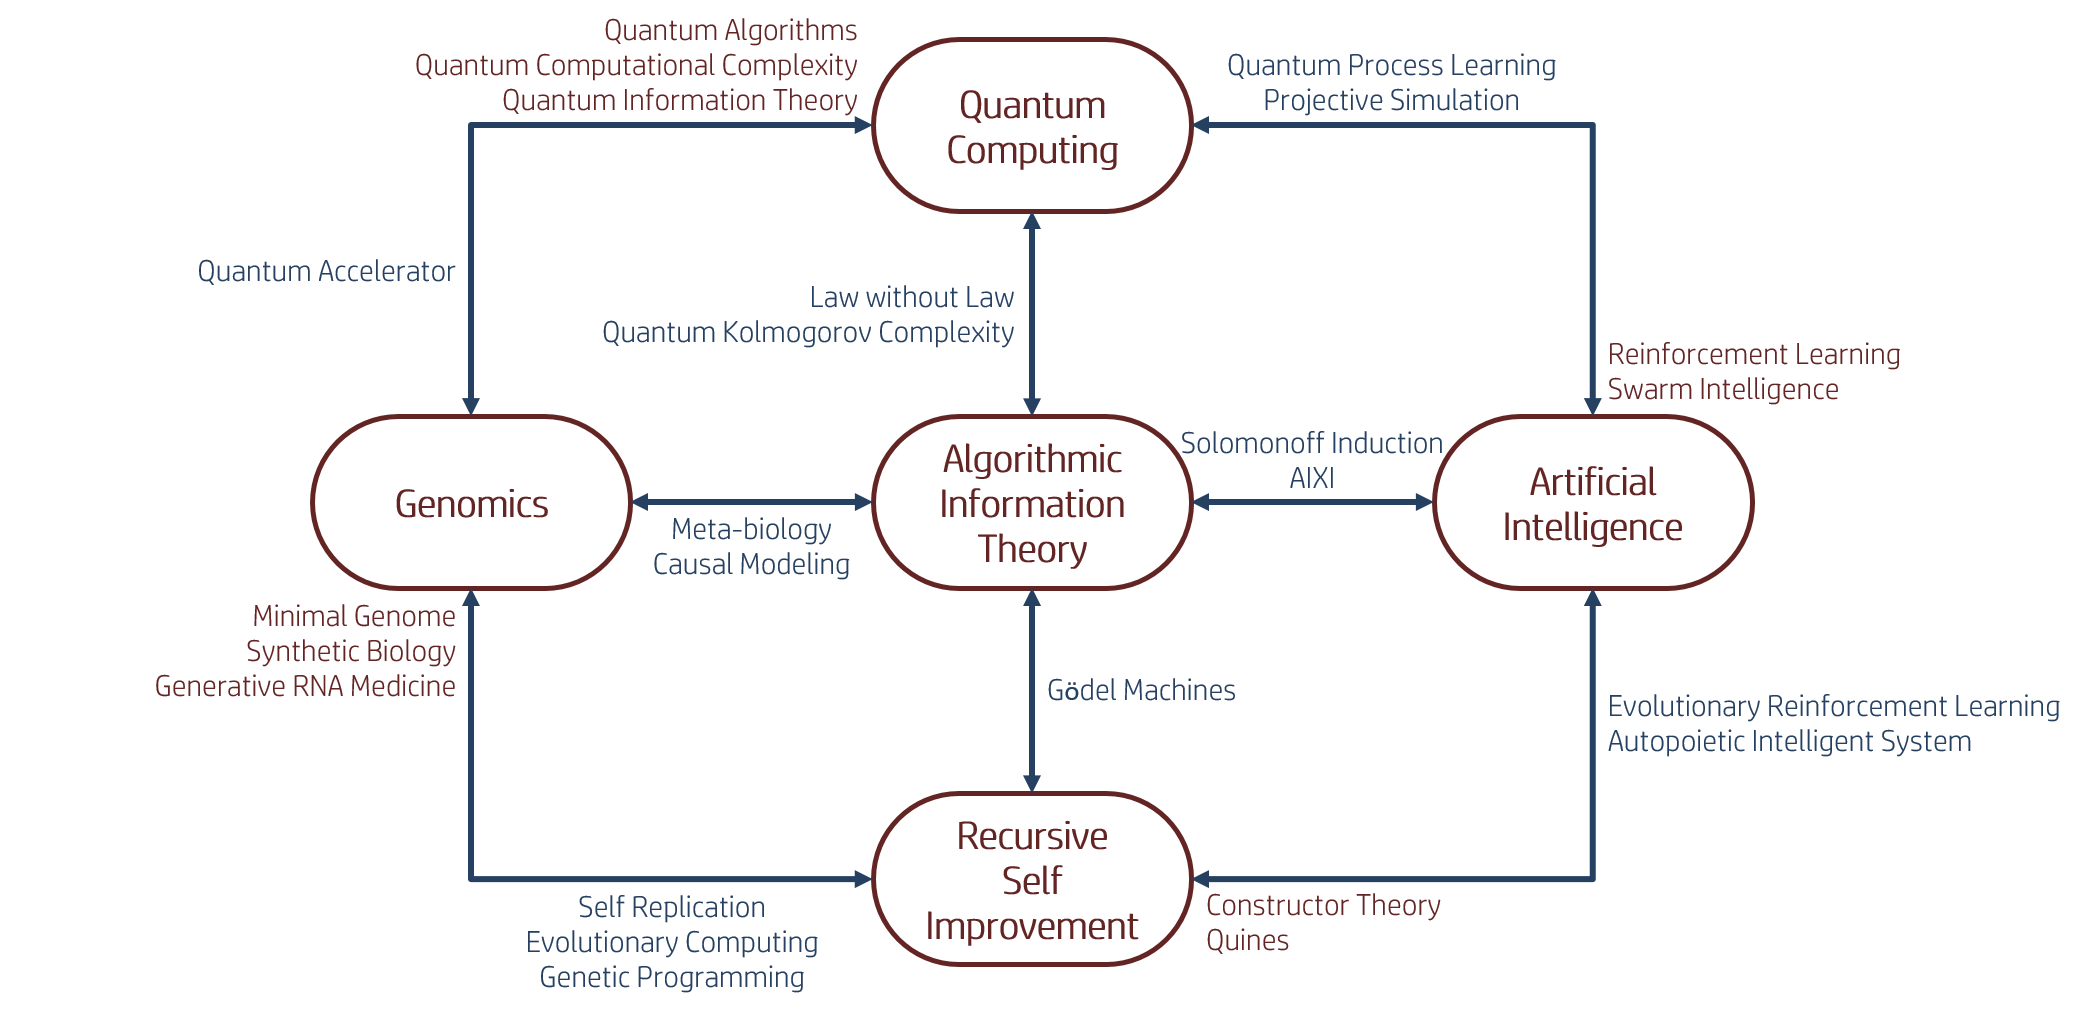 Quantum Algorithms
Quantum Computational Complexity
Quantum Information Theory
Quantum
Computing
Quantum Process Learning
Projective Simulation
Quantum Accelerator
Law without Law
Quantum Kolmogorov Complexity
Reinforcement Learning
Swarm Intelligence
Genomics
Meta-biology
Causal Modeling
Algorithmic
Information
Theory
Solomonoff Induction
AIXI
Artificial
Intelligence
Minimal Genome
Synthetic Biology
Generative RNA Medicine
Gödel Machines
Evolutionary Reinforcement Learning
Autopoietic Intelligent System
Self Replication
Evolutionary Computing
Genetic Programming
Recursive
Self
Improvement
Constructor Theory
Quines